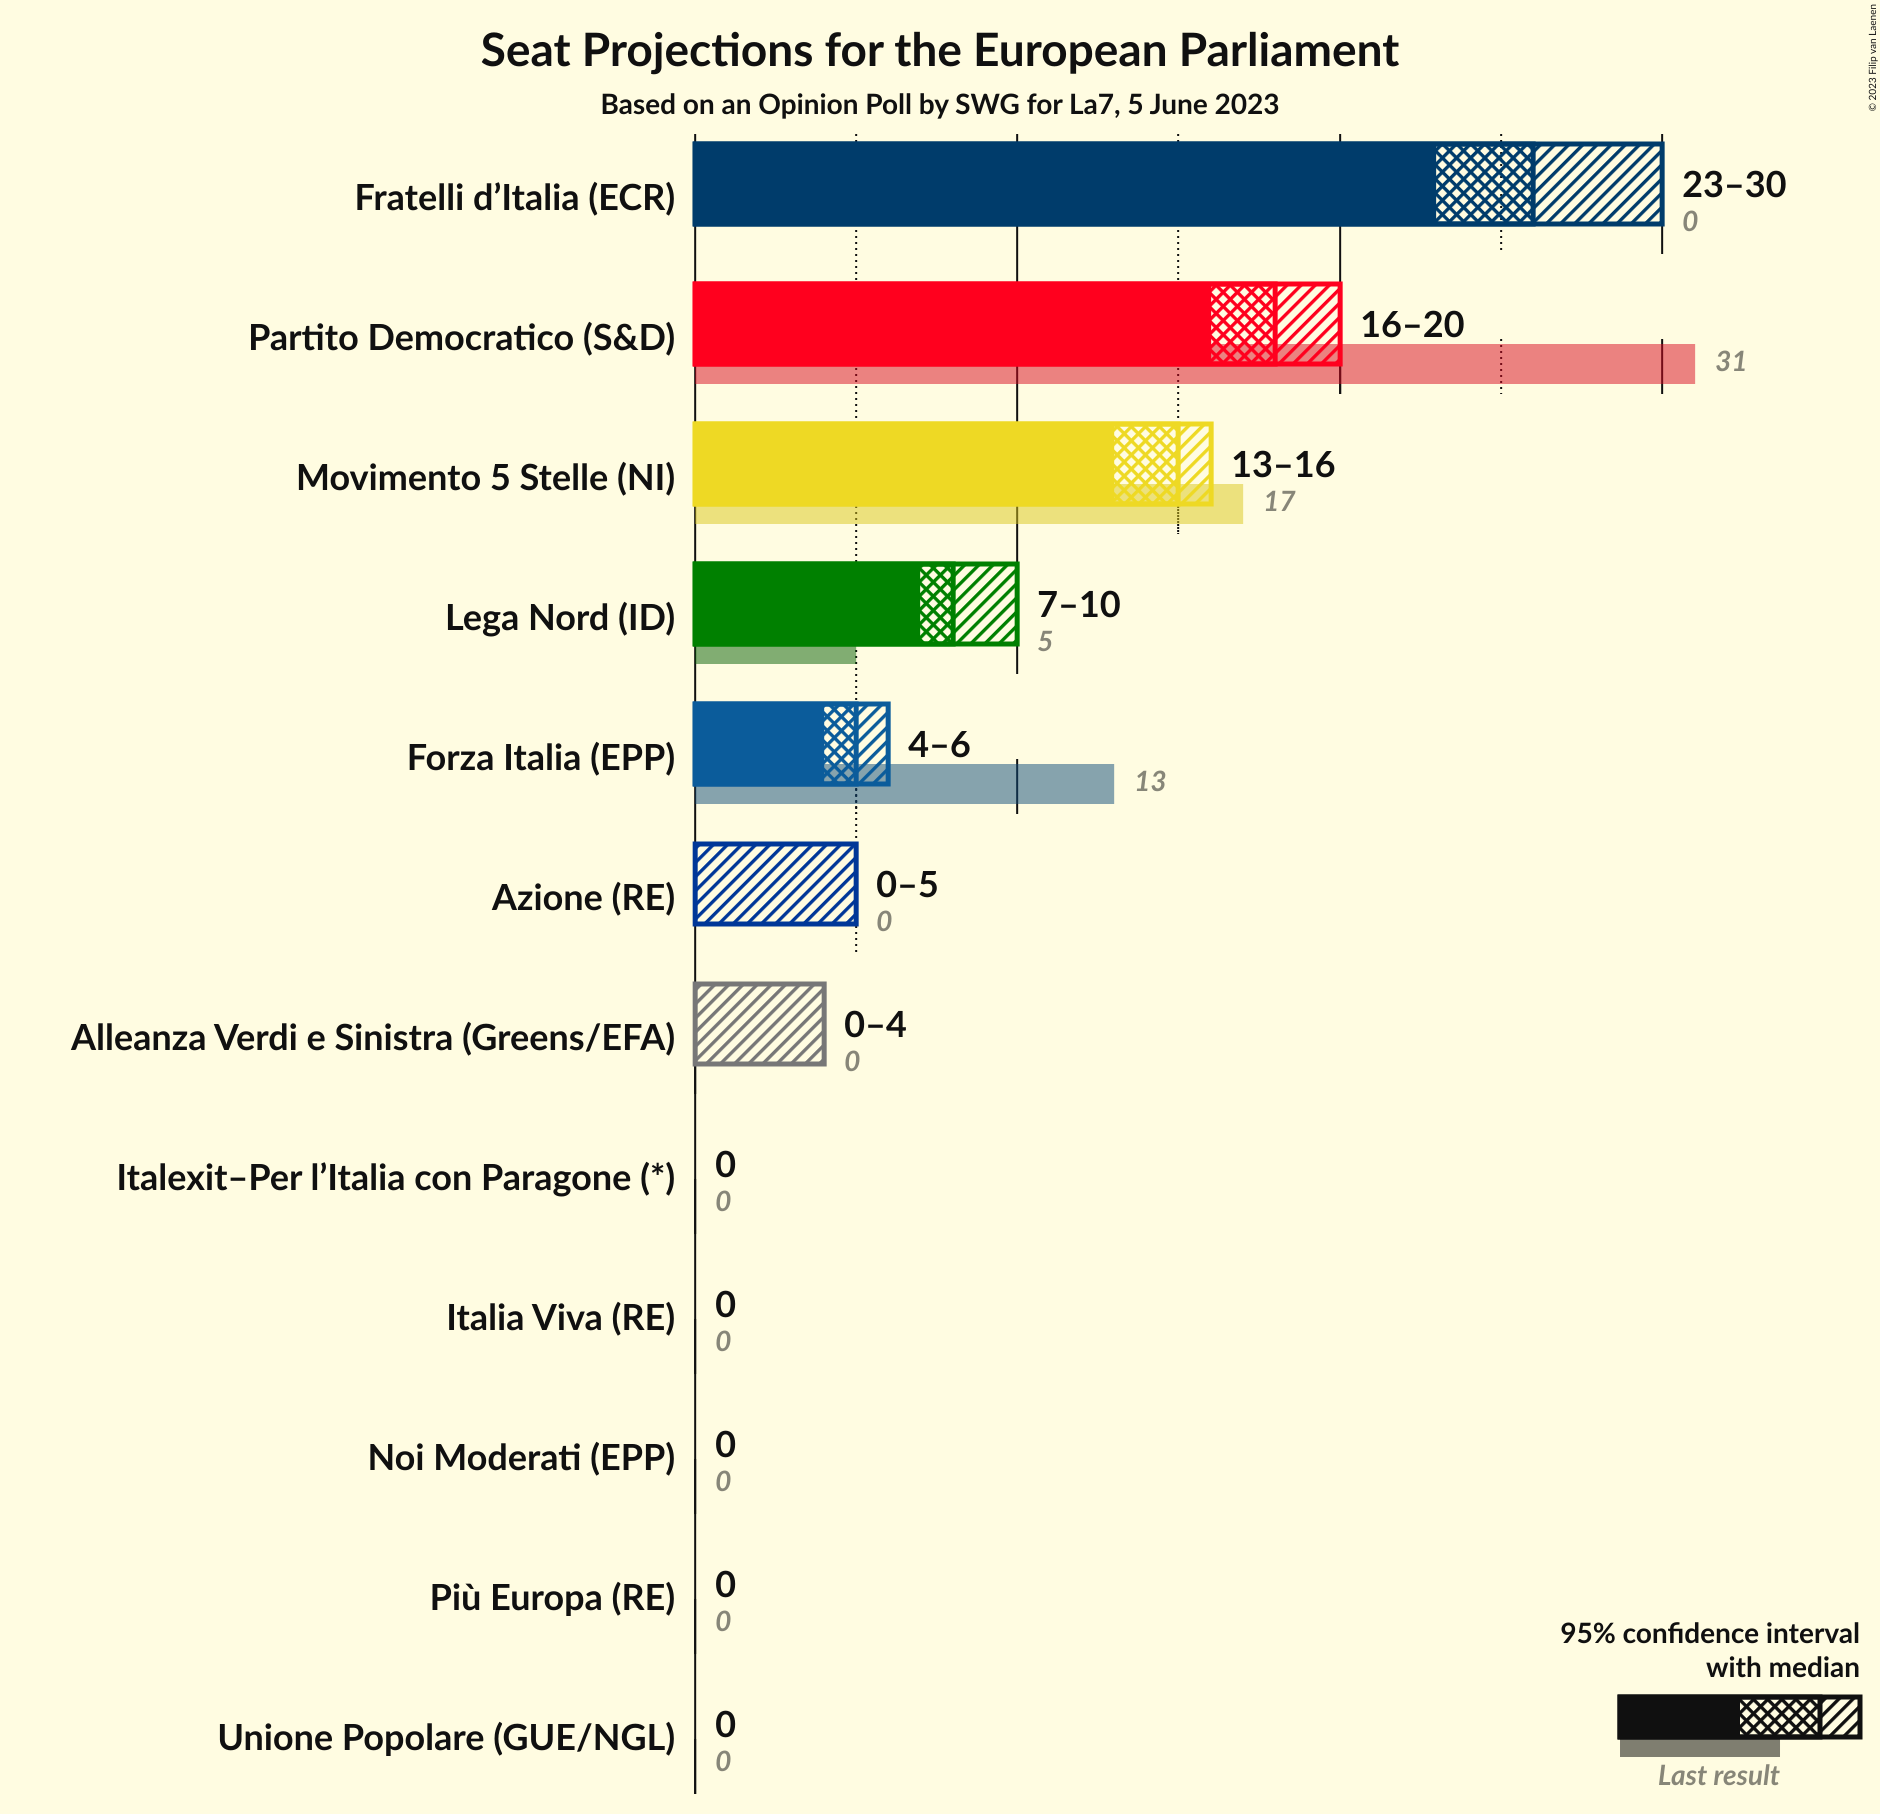 Seat Projections for the European Parliament
Based on an Opinion Poll by SWG for La7, 5 June 2023
© 2023 Filip van Laenen
Fratelli d’Italia (ECR)
23–30
0
Partito Democratico (S&D)
16–20
31
Movimento 5 Stelle (NI)
13–16
17
Lega Nord (ID)
7–10
5
Forza Italia (EPP)
4–6
13
Azione (RE)
0–5
0
Alleanza Verdi e Sinistra (Greens/EFA)
0–4
0
Italexit–Per l’Italia con Paragone (*)
0
0
Italia Viva (RE)
0
0
Noi Moderati (EPP)
0
0
Più Europa (RE)
0
0
Unione Popolare (GUE/NGL)
0
0
95% confidence interval
with median
Last result